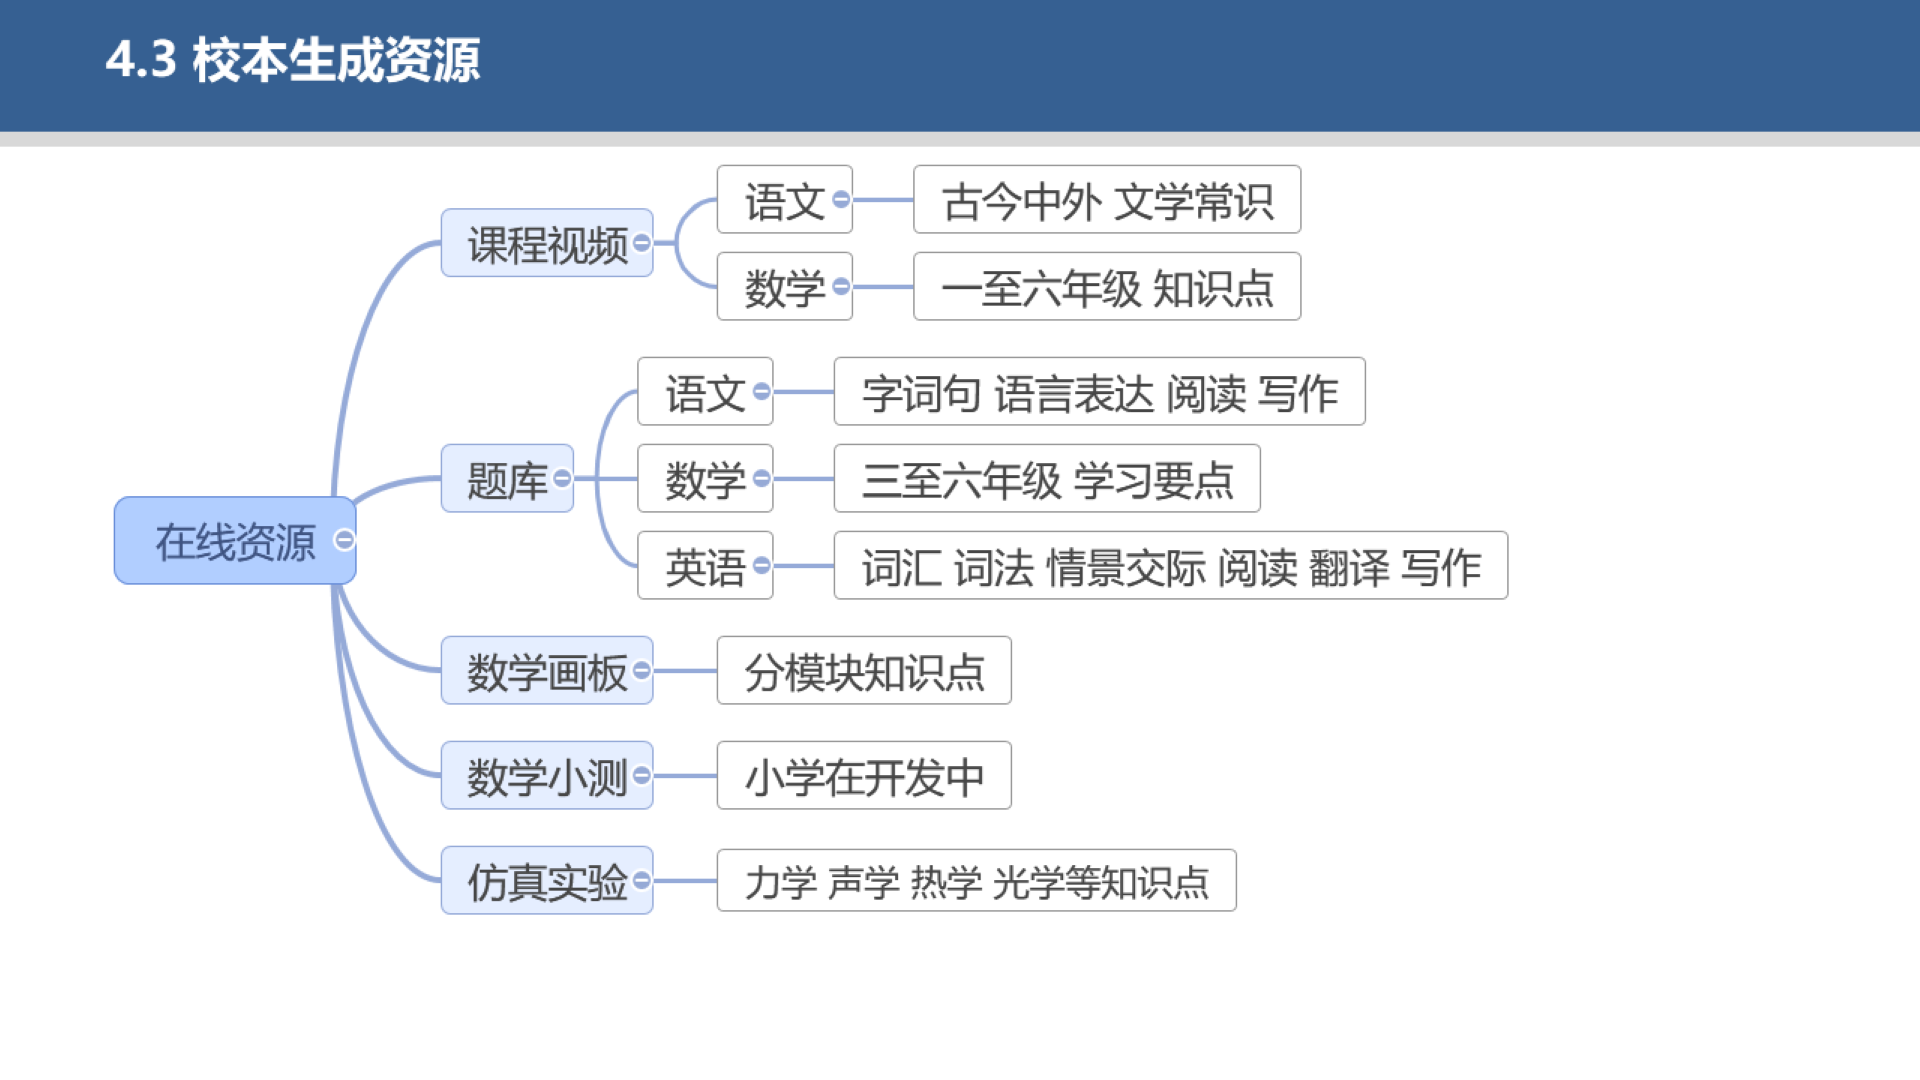 4.3 校本生成资源
在线资源
课程视频
语文
古今中外 文学常识
数学
一至六年级 知识点
题库
语文
字词句 语言表达 阅读 写作
数学
三至六年级 学习要点
英语
词汇 词法 情景交际 阅读 翻译 写作
数学画板
分模块知识点
数学小测
小学在开发中
仿真实验
力学 声学 热学 光学等知识点